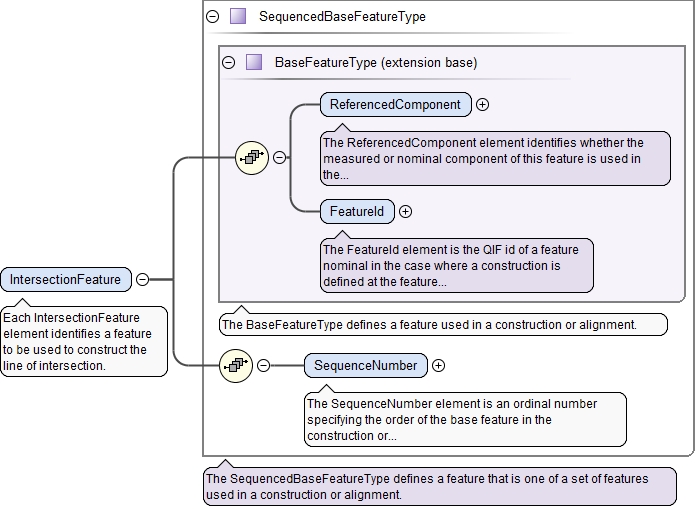 SequencedBaseFeatureType
BaseFeatureType (extension base)
ReferencedComponent
The ReferencedComponent element identifies whether the
measured or nominal component of this feature is used in
the...
FeatureId
The FeatureId element is the QIF id of a feature
nominal in the case where a construction is
defined at the feature...
IntersectionFeature
Each IntersectionFeature
element identifies a feature
to be used to construct the
line of intersection.
The BaseFeatureType defines a feature used in a construction or alignment.
SequenceNumber
The SequenceNumber element is an ordinal number
specifying the order of the base feature in the
construction or...
The SequencedBaseFeatureType defines a feature that is one of a set of features
used in a construction or alignment.